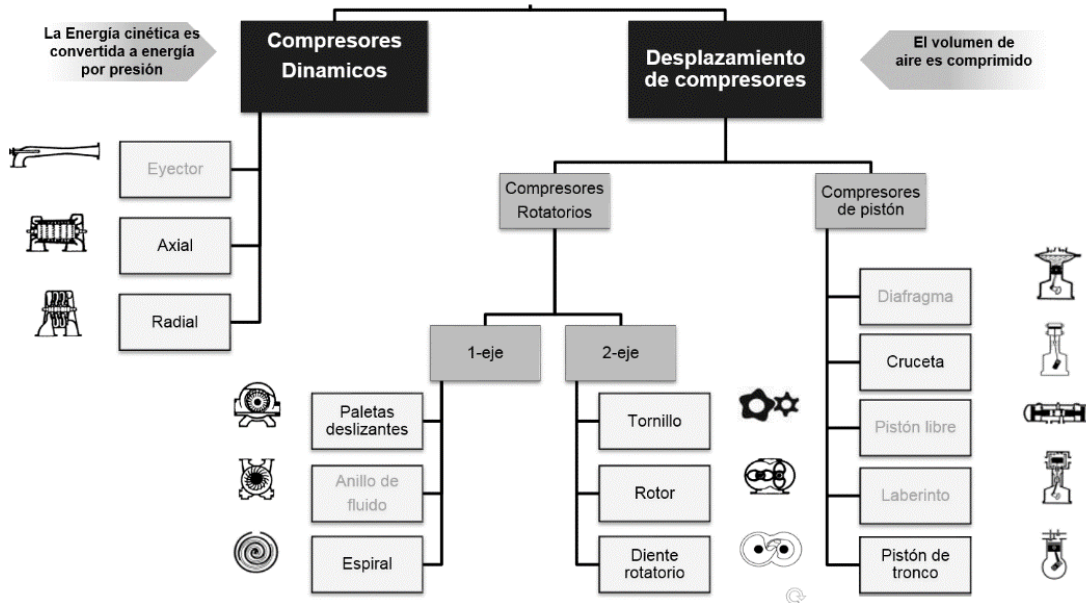 La Energía cinética es
convertida a energía
por presión
Compresores
Dinamicos
Desplazamiento
de compresores
El volumen de
aire es comprimido
Eyector
Axial
Radial
Compresores
Rotatorios
Compresores
de pistón
1-eje
2-eje
Paletas
deslizantes
Anillo de
fluido
Espiral
Tornillo
Rotor
Diente
rotatorio
Diafragma
Cruceta
Pistón libre
Laberinto
Pistón de
tronco